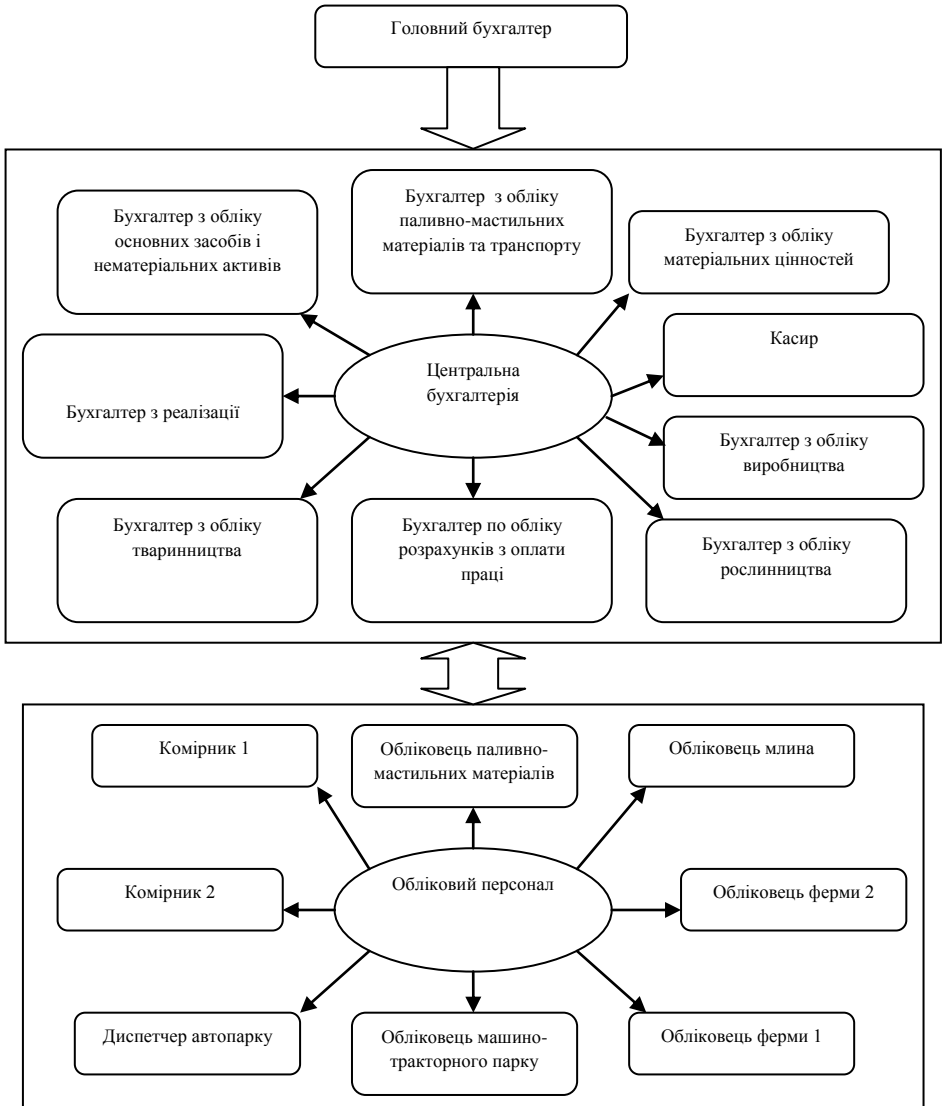 Головний бухгалтер
Бухгалтер з обліку
основних засобів і
нематеріальних активів
Бухгалтер з обліку
паливно-мастильних
матеріалів та транспорту
Бухгалтер з обліку
матеріальних цінностей
Касир
Центральна
бухгалтерія
Бухгалтер з реалізації
Бухгалтер з обліку
виробництва
Бухгалтер з обліку
тваринництва
Бухгалтер по обліку
розрахунків з оплати
праці
Бухгалтер з обліку
рослинництва
Комірник 1
Обліковець паливно-
мастильних матеріалів
Обліковець млина
Комірник 2
Обліковий персонал
Обліковець ферми 2
Диспетчер автопарку
Обліковець машино-
тракторного парку
Обліковець ферми 1